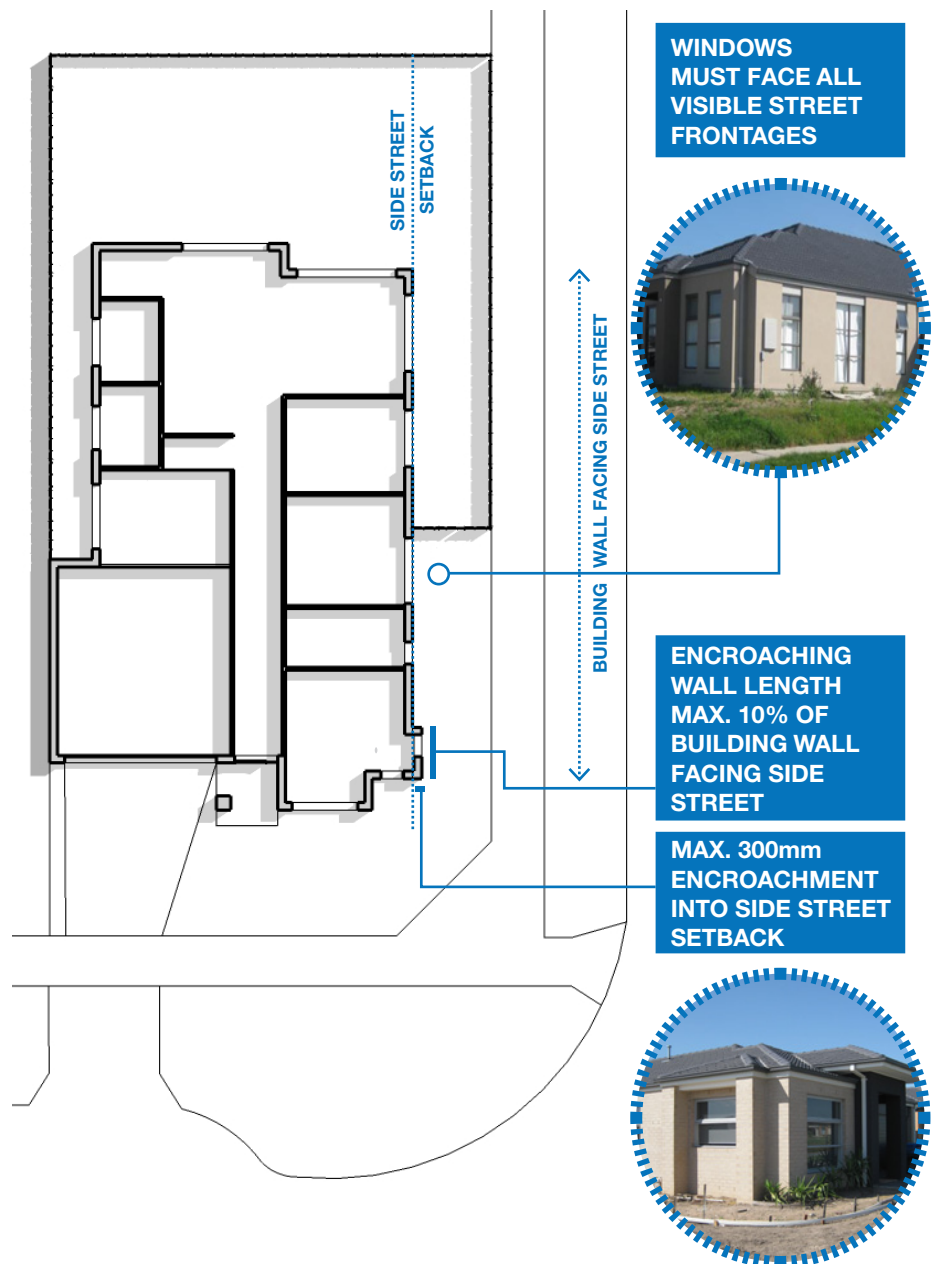 WINDOWS
MUST FACE ALL
VISIBLE STREET
FRONTAGES
SIDE STREET
SETBACK
BUILDING WALL FACING SIDE STREET
ENCROACHING
WALL LENGTH
MAX. 10% OF
BUILDING WALL
FACING SIDE
STREET
MAX. 300mm
ENCROACHMENT
INTO SIDE STREET
SETBACK